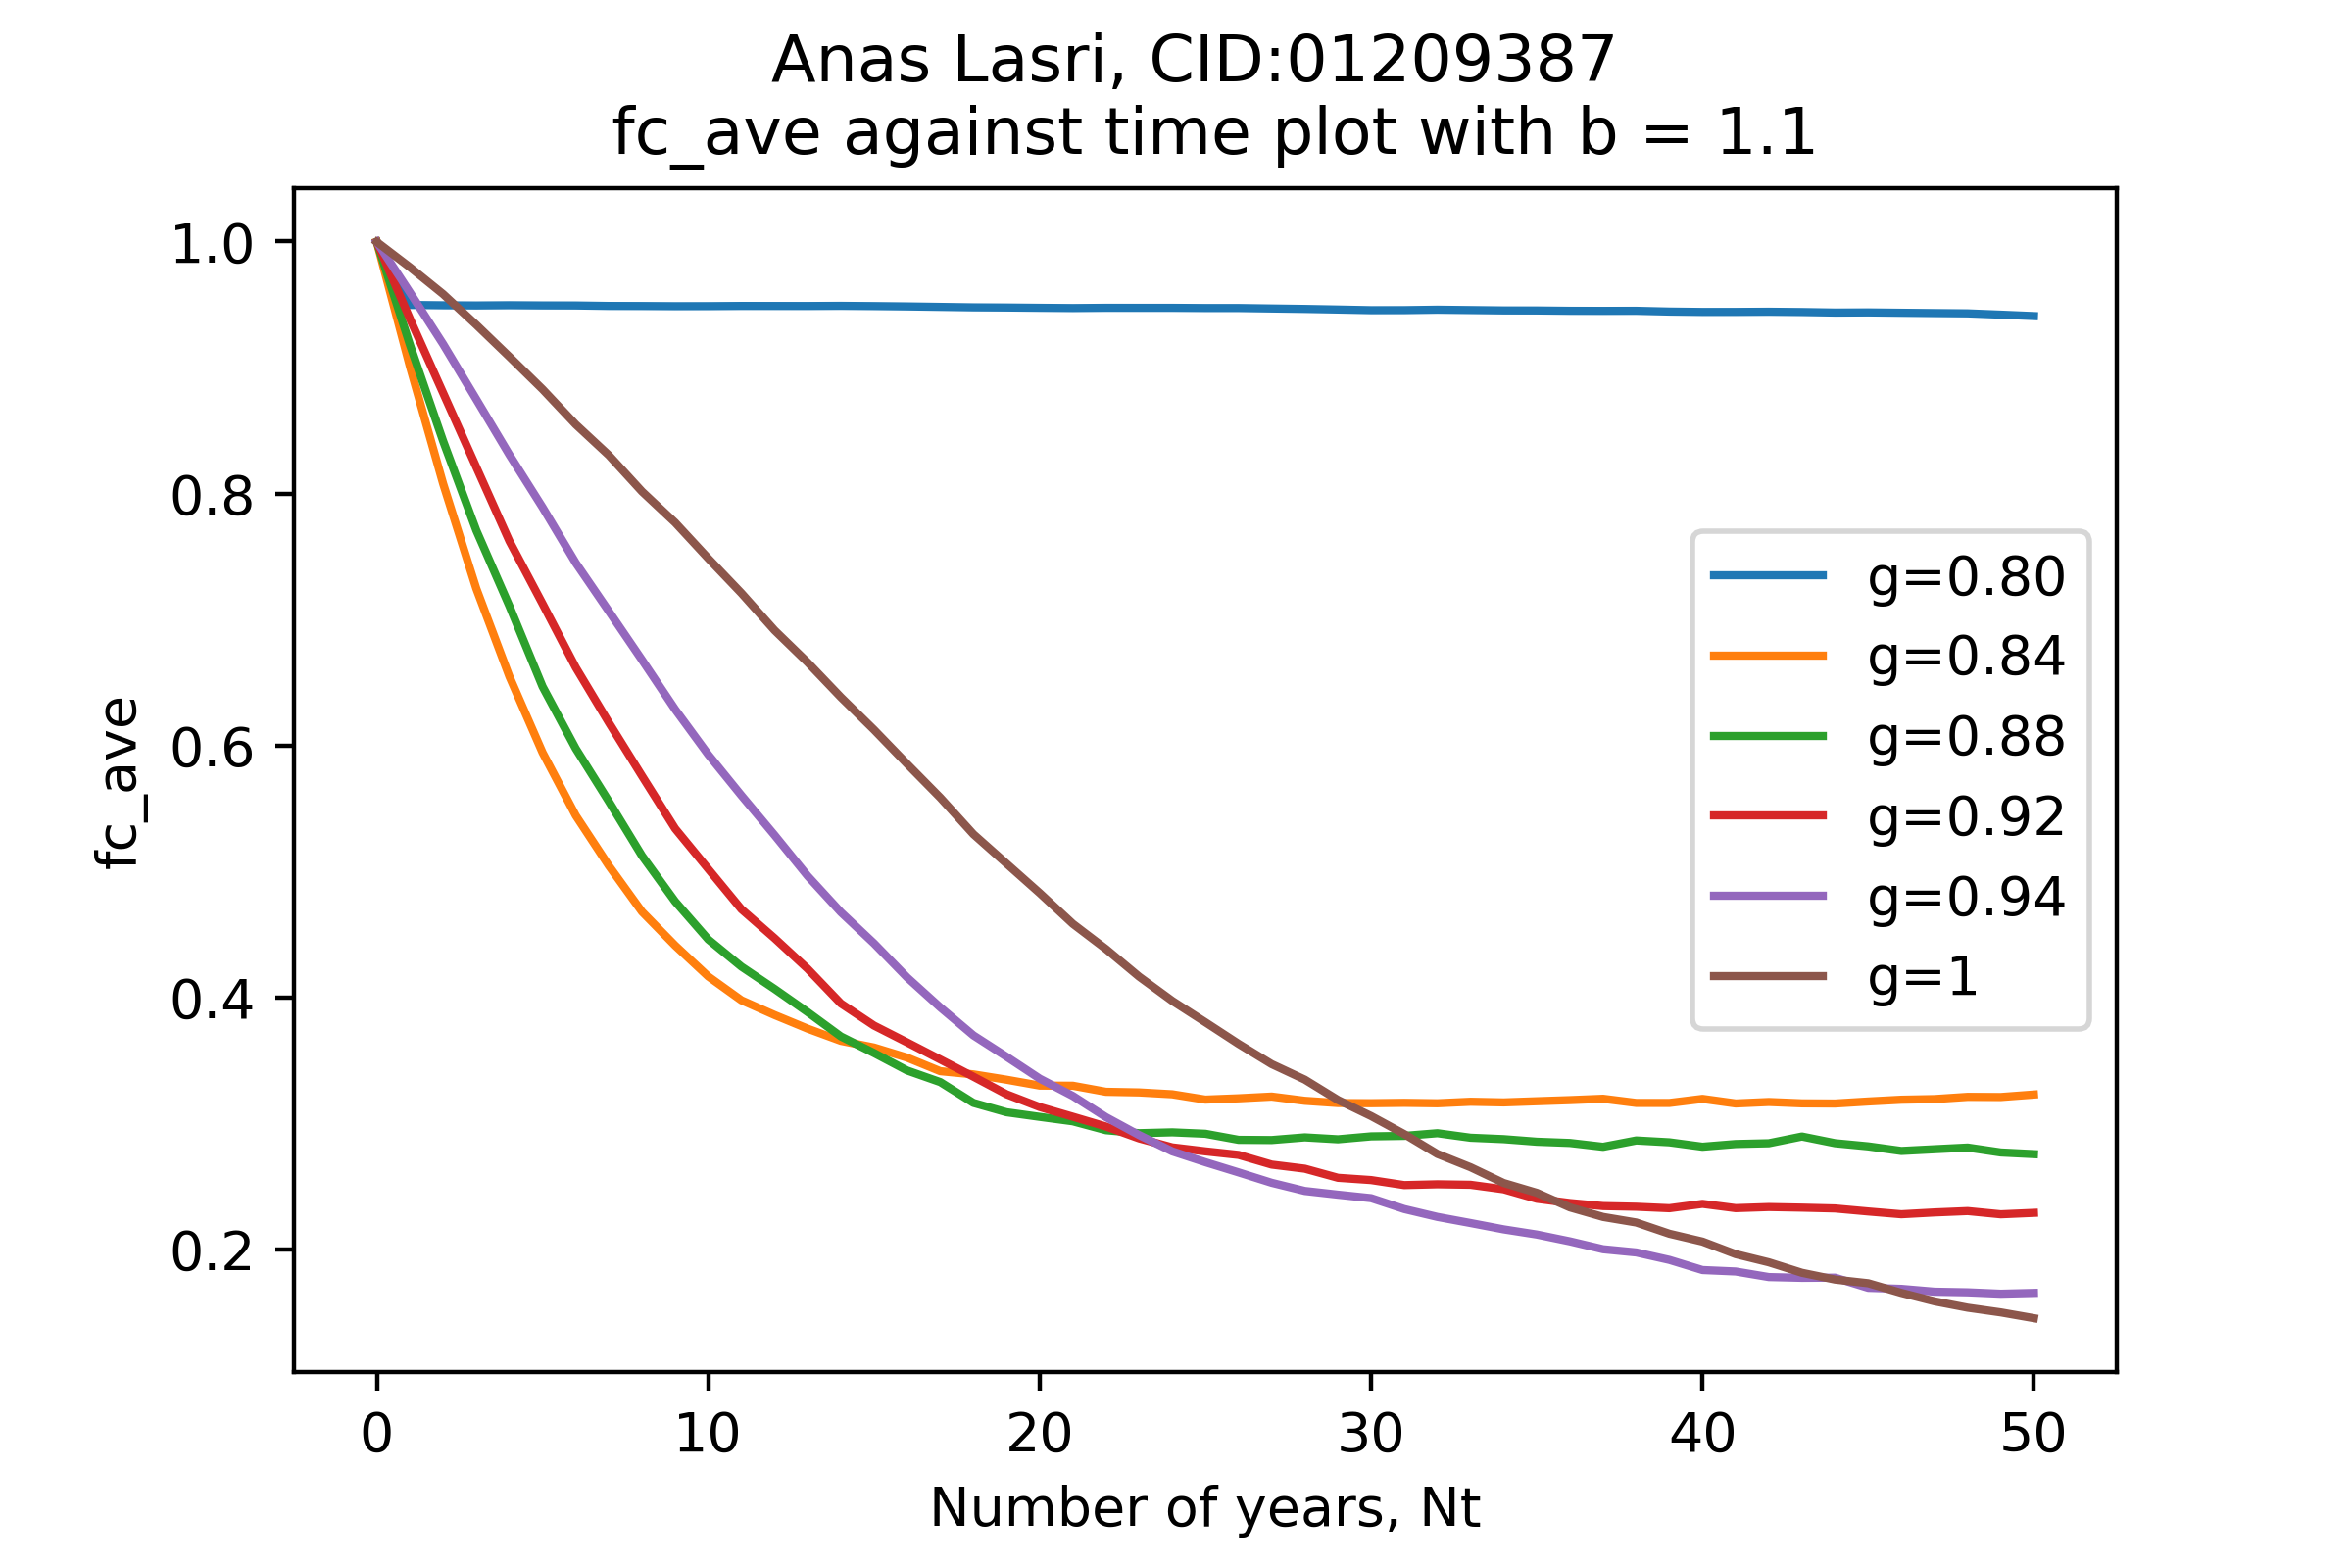 Anas Lasri, CID:01209387
fc_ave against time plot with b = 1.1
1.0
0.8
0.6
0.4
0.2
fc_ave
g=0.80
g=0.84
g=0.88
g=0.92
g=0.94
g=1
0 10 20 30 40 50
Number of years, Nt